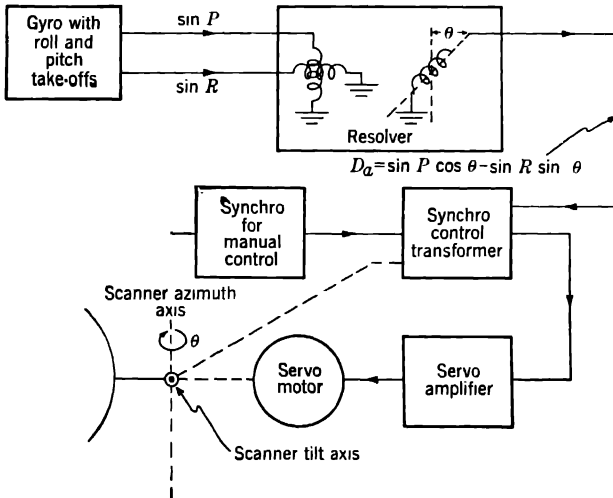 Gyro with
roll and
pitch
take-offs
sin P
sin R
θ
Resolver
Dₐ=sin P cos θ-sin R sin θ
Synchro
for
manual
control
Synchro
control
transformer
Scanner azimuth
axis
θ
Servo
motor
Servo
amplifier
Scanner tilt axis